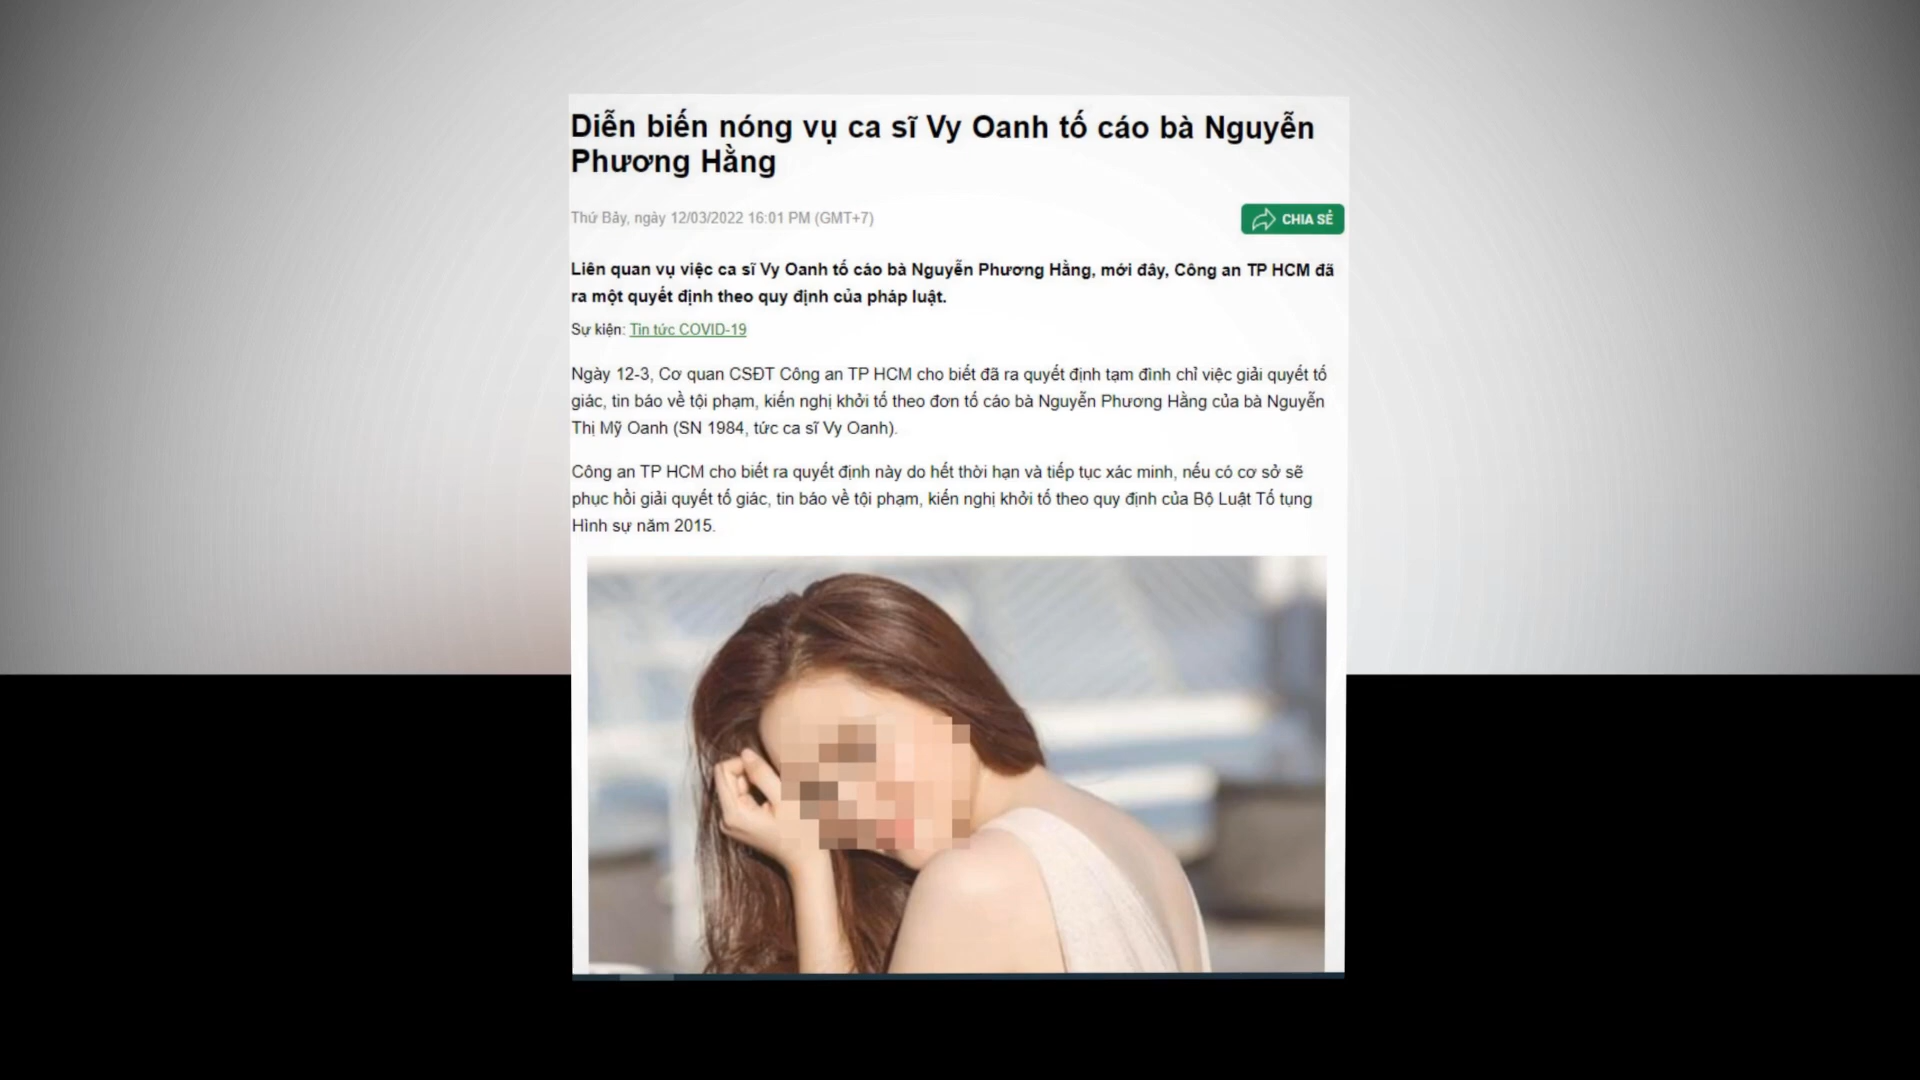 Diễn biến nóng vụ ca sĩ Vy Oanh tố cáo bà Nguyễn
Phương Hằng
Thứ Bảy, ngày 12/03/2022 16:01 PM (GMT+7)
CHIA SẺ
Liên quan vụ việc ca sĩ Vy Oanh tố cáo bà Nguyễn Phương Hằng, mới đây, Công an TP HCM đã
ra một quyết định theo quy định của pháp luật.
Sự kiện: Tin tức COVID-19
Ngày 12-3, Cơ quan CSĐT Công an TP HCM cho biết đã ra quyết định tạm đình chỉ việc giải quyết tố
giác, tin báo về tội phạm, kiến nghị khởi tố theo đơn tố cáo bà Nguyễn Phương Hằng của bà Nguyễn
Thị Mỹ Oanh (SN 1984, tức ca sĩ Vy Oanh).
Công an TP HCM cho biết ra quyết định này do hết thời hạn và tiếp tục xác minh, nếu có cơ sở sẽ
phục hồi giải quyết tố giác, tin báo về tội phạm, kiến nghị khởi tố theo quy định của Bộ Luật Tố tụng
Hình sự năm 2015.